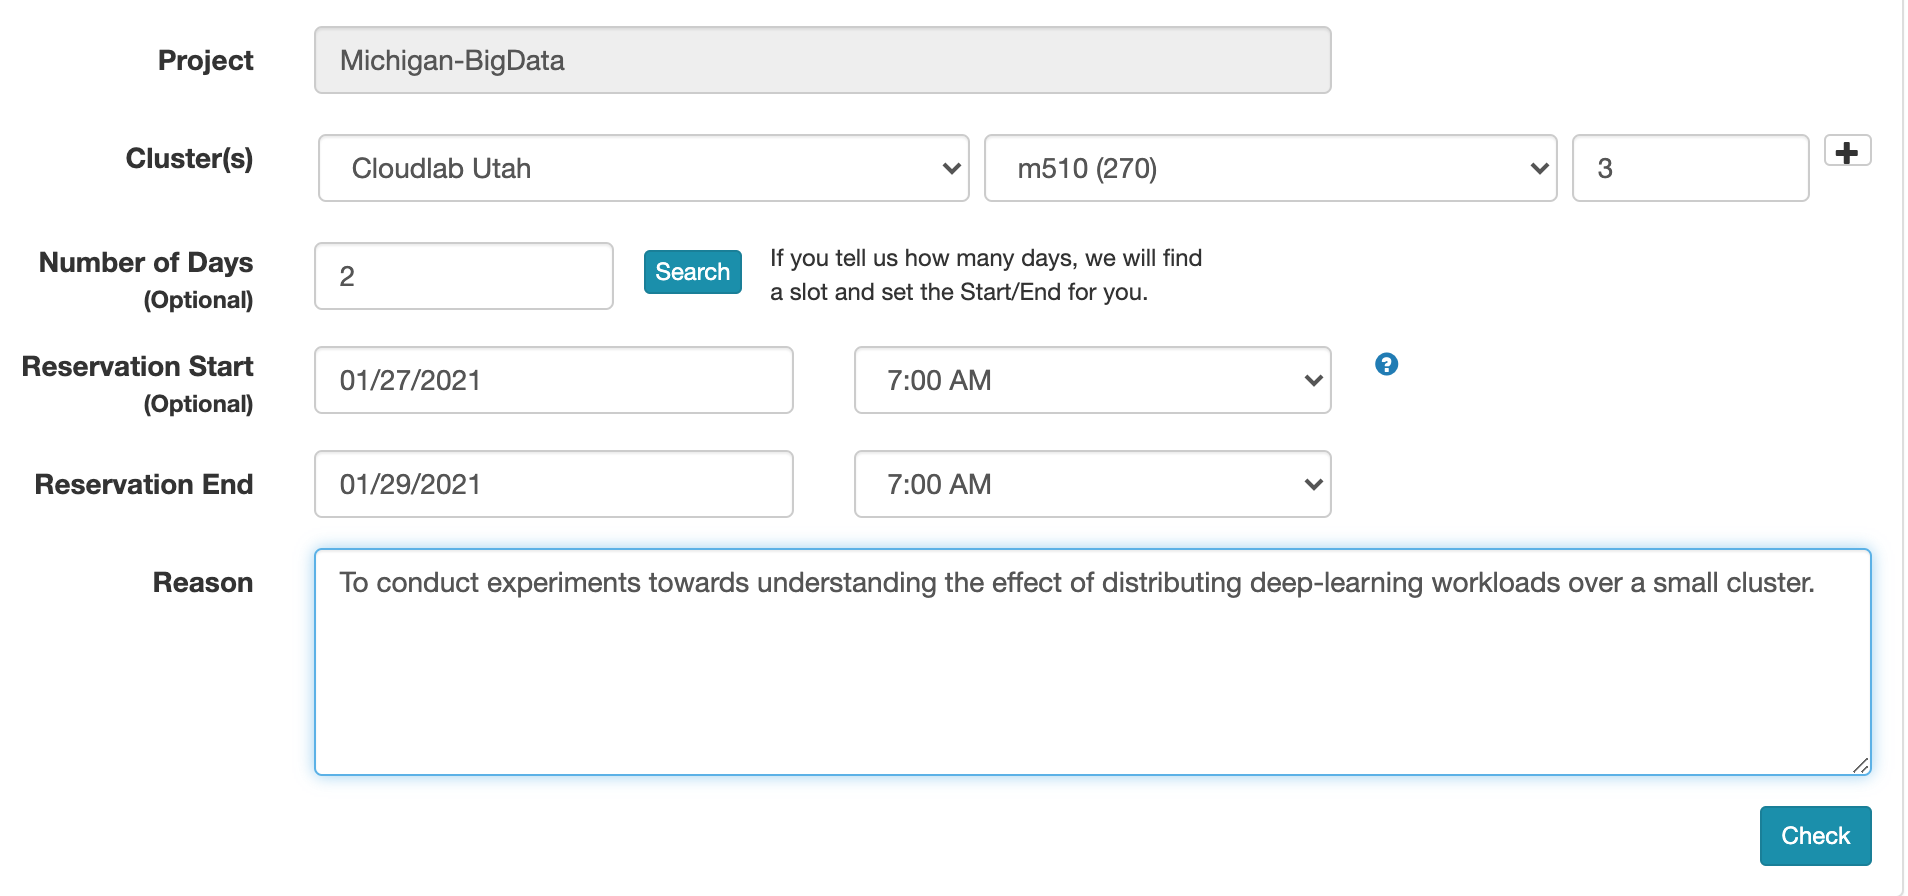 Project Michigan-BigData
Cluster(s) Cloudlab Utah m510 (270) 3
Number of Days (Optional) 2 Search If you tell us how many days, we will find
a slot and set the Start/End for you.
Reservation Start (Optional) 01/27/2021 7:00 AM ?
Reservation End 01/29/2021 7:00 AM
Reason To conduct experiments towards understanding the effect of distributing deep-learning workloads over a small cluster.
Check